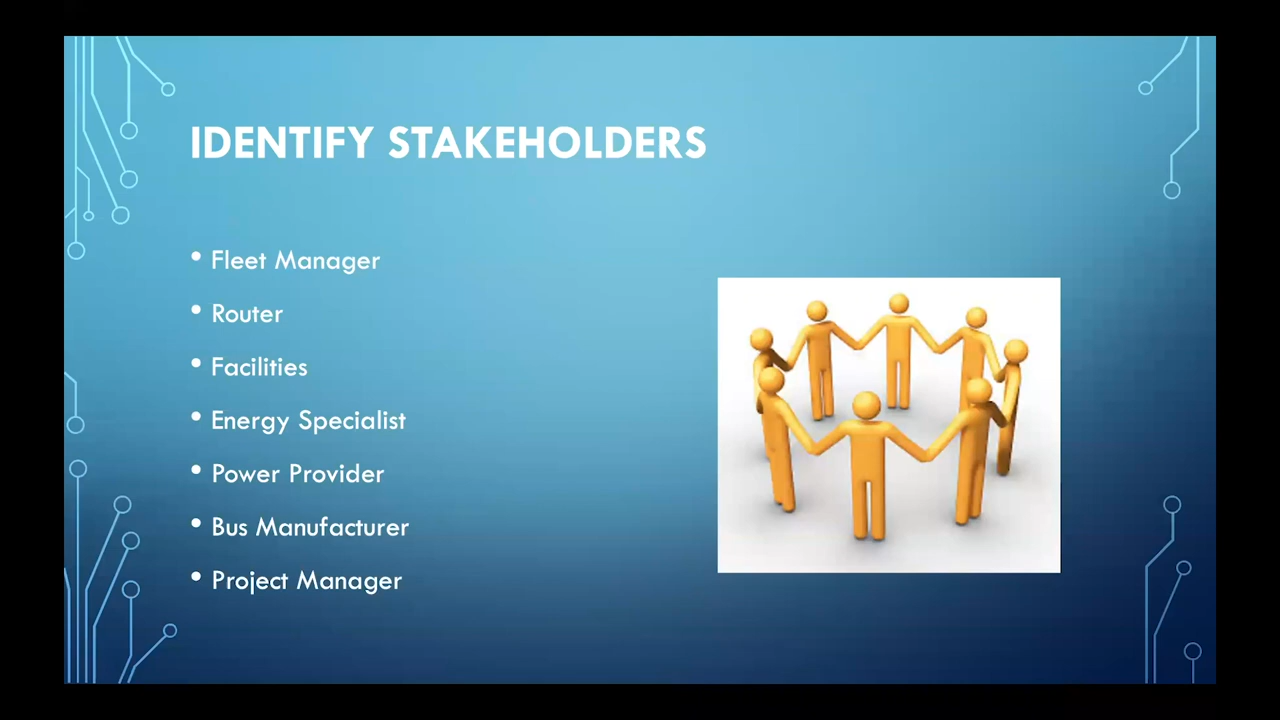 IDENTIFY STAKEHOLDERS
• Fleet Manager
• Router
• Facilities
• Energy Specialist
• Power Provider
• Bus Manufacturer
• Project Manager